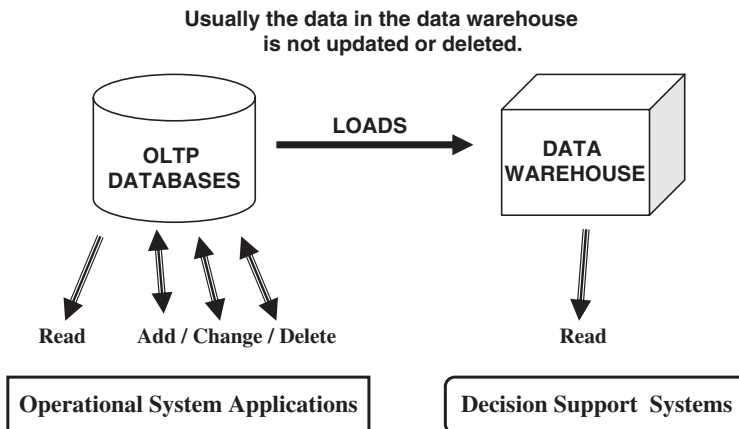 Usually the data in the data warehouse
is not updated or deleted.
LOADS
OLTP
DATABASES
DATA
WAREHOUSE
Read
Add / Change / Delete
Read
Operational System Applications
Decision Support Systems